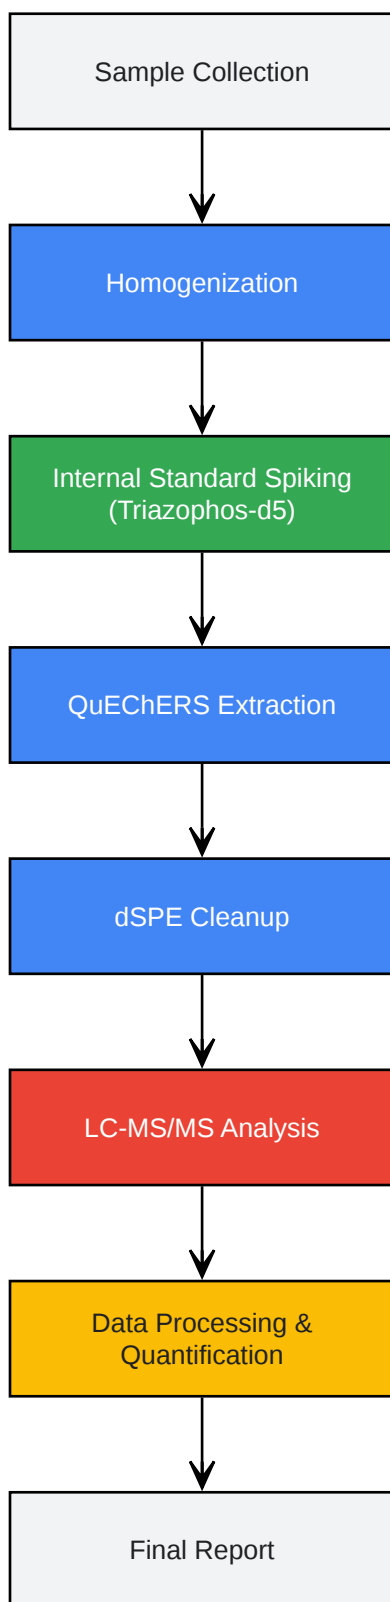 Sample Collection
Homogenization
Internal Standard Spiking
(Triazophos-d5)
QuEChERS Extraction
dSPE Cleanup
LC-MS/MS Analysis
Data Processing &
Quantification
Final Report